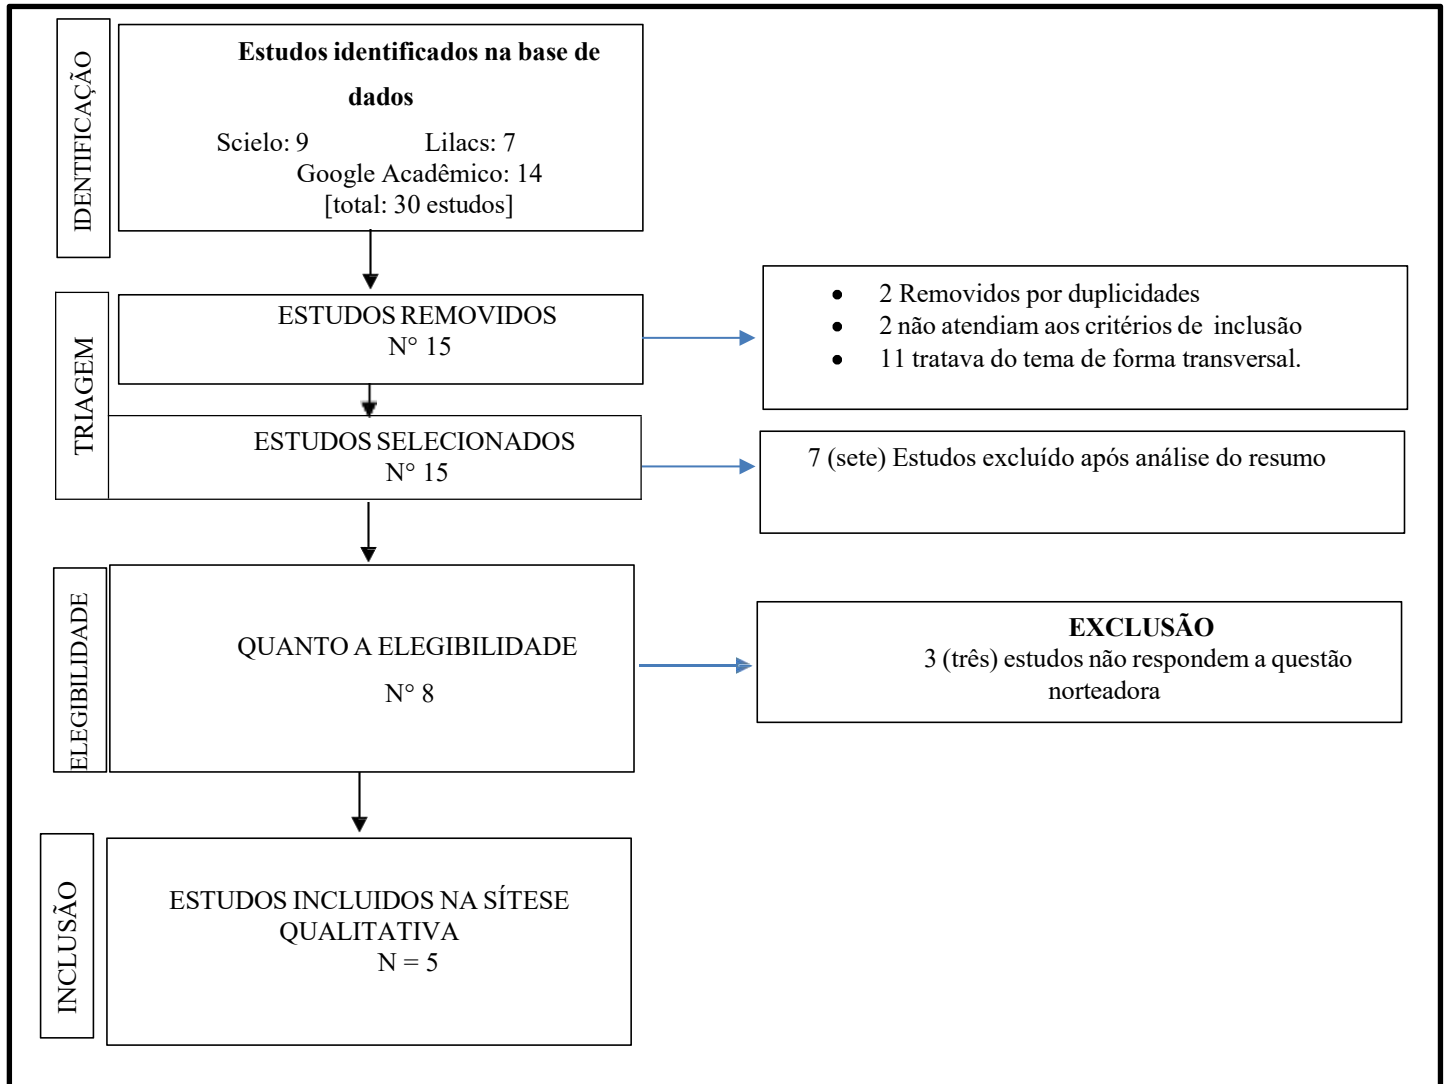 IDENTIFICAÇÃO
Estudos identificados na base de
dados
Scielo: 9 Lilacs: 7
Google Acadêmico: 14
[total: 30 estudos]
TRIAGEM
ESTUDOS REMOVIDOS
N° 15
• 2 Removidos por duplicidades
• 2 não atendiam aos critérios de inclusão
• 11 tratava do tema de forma transversal.
ESTUDOS SELECIONADOS
N° 15
7 (sete) Estudos excluído após análise do resumo
ELEGIBILIDADE
QUANTO A ELEGIBILIDADE
N° 8
EXCLUSÃO
3 (três) estudos não respondem a questão
norteadora
INCLUSÃO
ESTUDOS INCLUIDOS NA SÍTESE
QUALITATIVA
N = 5